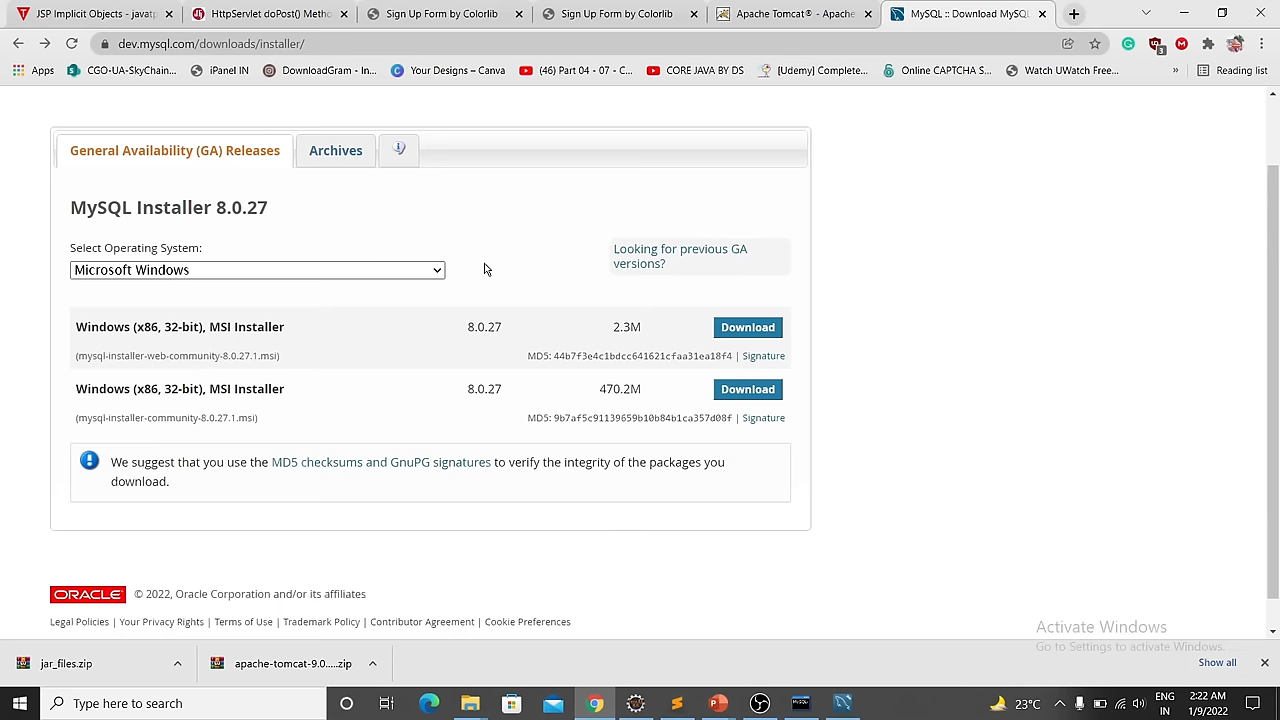 JSP Implicit Objects - javatp
HttpServlet doPost() Metho
Sign Up Form by Colorlib
Sign Up Form by Colorlib
Apache Tomcat® - Apache
MySQL :: Download MySQL
dev.mysql.com/downloads/installer/
3
Apps
CGO-UA-SkyChain...
iPanel IN
DownloadGram - In...
Your Designs – Canva
(46) Part 04 - 07 - C...
CORE JAVA BY DS
[Udemy] Complete...
Online CAPTCHA S...
Watch UWatch Free...
»
Reading list
General Availability (GA) Releases
Archives
MySQL Installer 8.0.27
Select Operating System:
Looking for previous GA
versions?
Microsoft Windows
Windows (x86, 32-bit), MSI Installer 8.0.27 2.3M Download
(mysql-installer-web-community-8.0.27.1.msi) MD5: 44b7f3e4c1bdcc641621cfaa31ea18f4 | Signature
Windows (x86, 32-bit), MSI Installer 8.0.27 470.2M Download
(mysql-installer-community-8.0.27.1.msi) MD5: 9b7af5c91139659b10b84b1ca357d08f | Signature
We suggest that you use the MD5 checksums and GnuPG signatures to verify the integrity of the packages you
download.
ORACLE © 2022, Oracle Corporation and/or its affiliates
Legal Policies | Your Privacy Rights | Terms of Use | Trademark Policy | Contributor Agreement | Cookie Preferences
Activate Windows
Go to Settings to activate Windows.
jar_files.zip
apache-tomcat-9.0....zip
Show all
Type here to search
23°C
ENG
IN
2:22 AM
1/9/2022